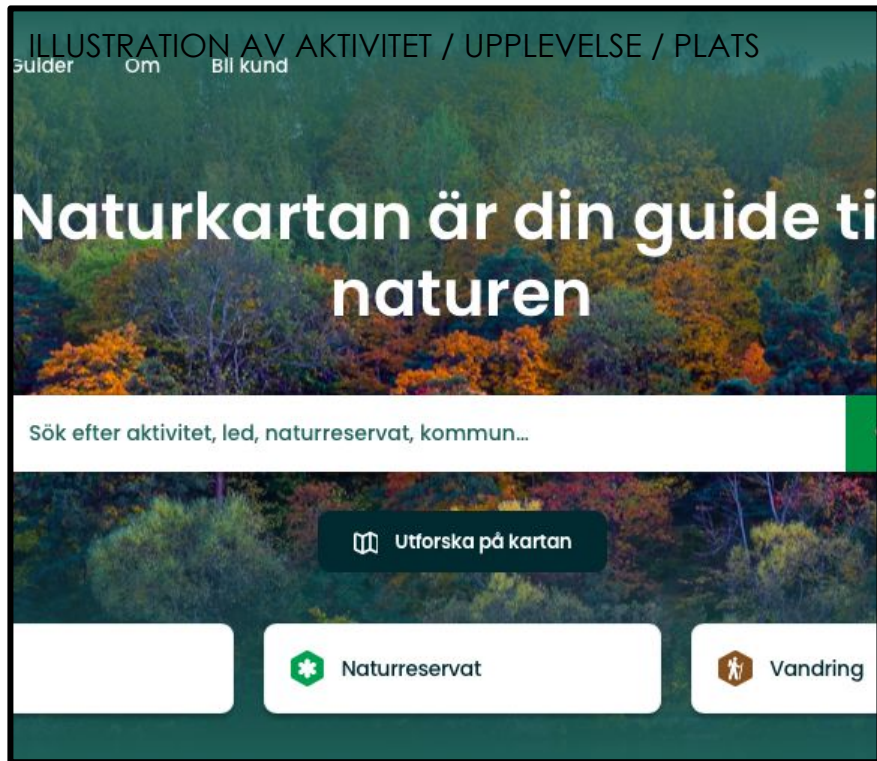 ILLUSTRATION AV AKTIVITET / UPPLEVELSE / PLATS
Guider Om Bli kund
Naturkartan är din guide ti
naturen
Sök efter aktivitet, led, naturreservat, kommun...
Utforska på kartan
Naturreservat Vandring